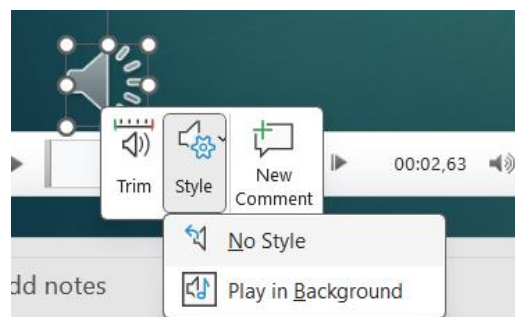 Trim
Style
New
Comment
00:02,63
No Style
dd notes
Play in Background